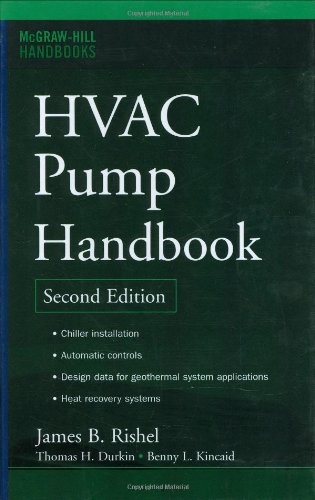 McGRAW-HILL
HANDBOOKS
HVAC
Pump
Handbook
Second Edition
• Chiller installation
• Automatic controls
• Design data for geothermal system applications
• Heat recovery systems
James B. Rishel
Thomas H. Durkin • Benny L. Kincaid